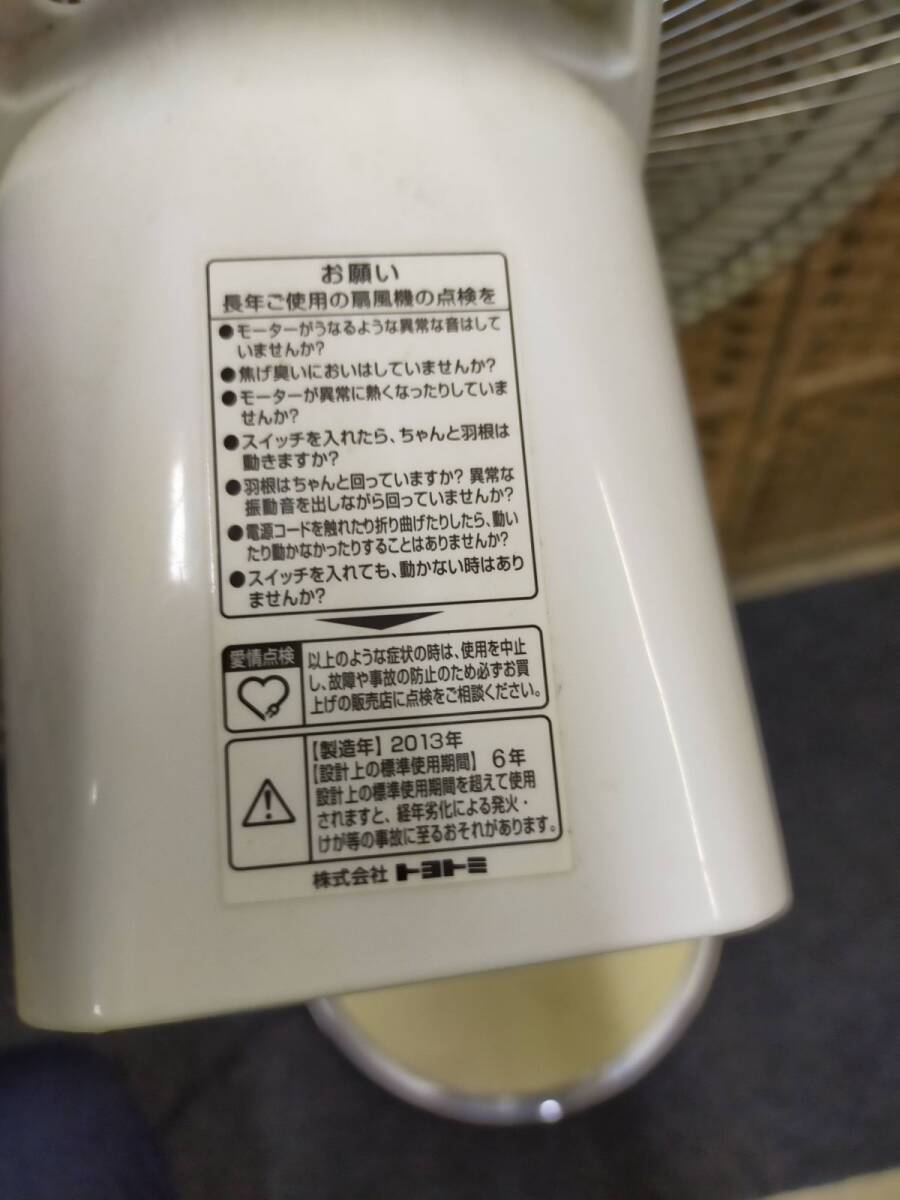 お願い
長年ご使用の扇風機の点検を
●モーターがうなるような異常な音はして
いませんか?
●焦げ臭いにおいはしていませんか?
●モーターが異常に熱くなったりしていま
せんか?
●スイッチを入れたら、ちゃんと羽根は
動きますか?
●羽根はちゃんと回っていますか? 異常な
振動音を出しながら回っていませんか?
●電源コードを触れたり折り曲げたりしたら、動い
たり動かなかったりすることはありませんか?
●スイッチを入れても、動かない時はあり
ませんか?
愛情点検
以上のような症状の時は、使用を中止
し、故障や事故の防止のため必ずお買
上げの販売店に点検をご相談ください。
【製造年】2013年
【設計上の標準使用期間】 6年
設計上の標準使用期間を超えて使用
されますと、経年劣化による発火・
けが等の事故に至るおそれがあります。
株式会社 トヨトミ